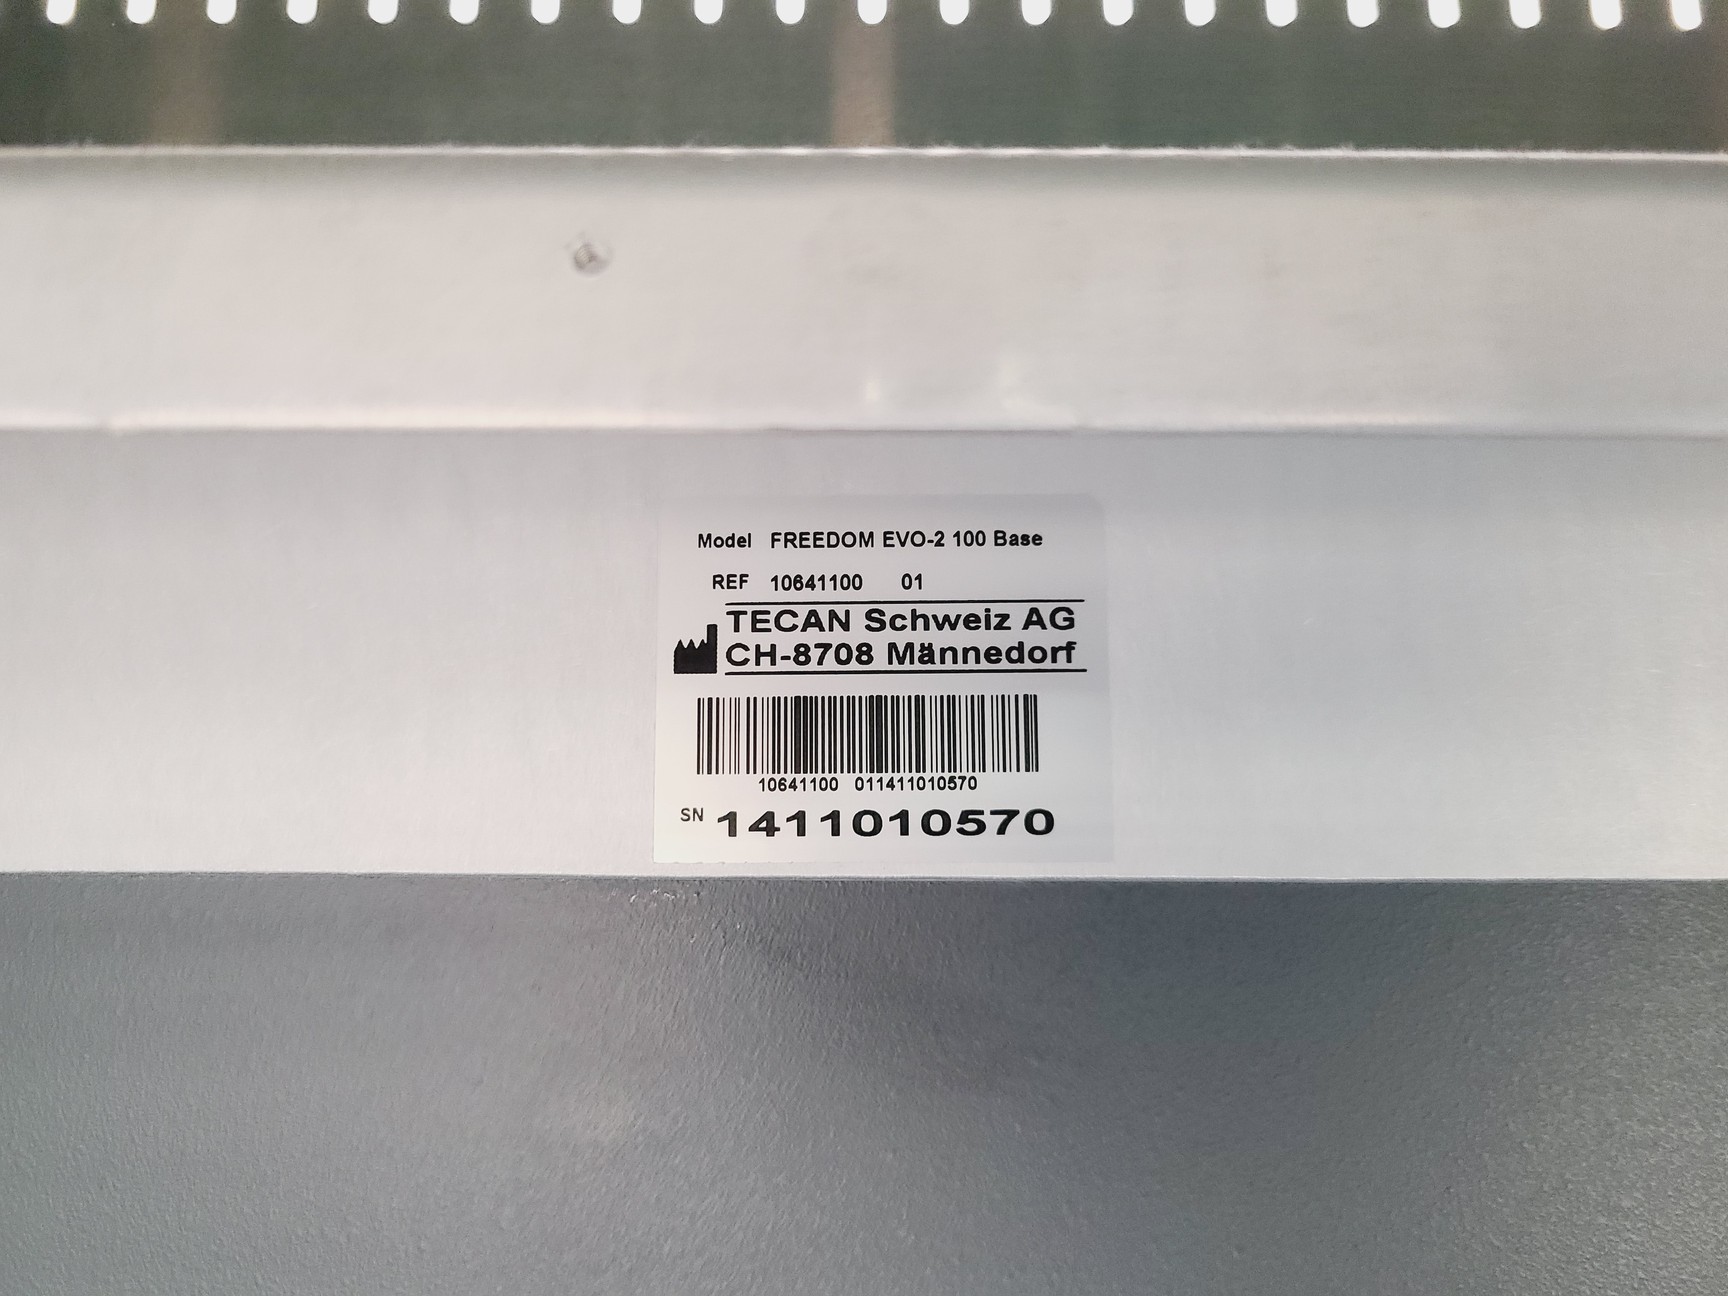 Model FREEDOM EVO-2 100 Base
REF 10641100 01
TECAN Schweiz AG
CH-8708 Männedorf
10641100 011411010570
SN 1411010570